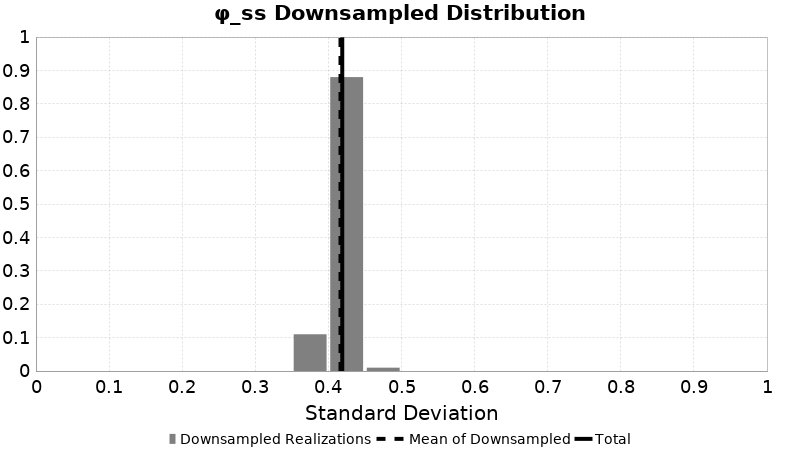 φ_ss Downsampled Distribution
1
0.9
0.8
0.7
0.6
0.5
0.4
0.3
0.2
0.1
0
0 0.1 0.2 0.3 0.4 0.5 0.6 0.7 0.8 0.9 1
Standard Deviation
Downsampled Realizations Mean of Downsampled Total